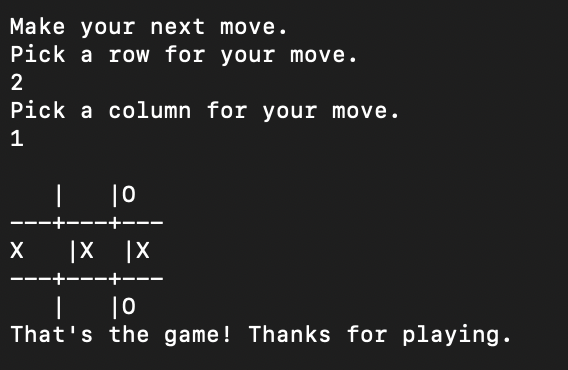 Make your next move.
Pick a row for your move.
2
Pick a column for your move.
1

   |   |O
---+---+---
X   |X  |X
---+---+---
   |   |O
That's the game! Thanks for playing.